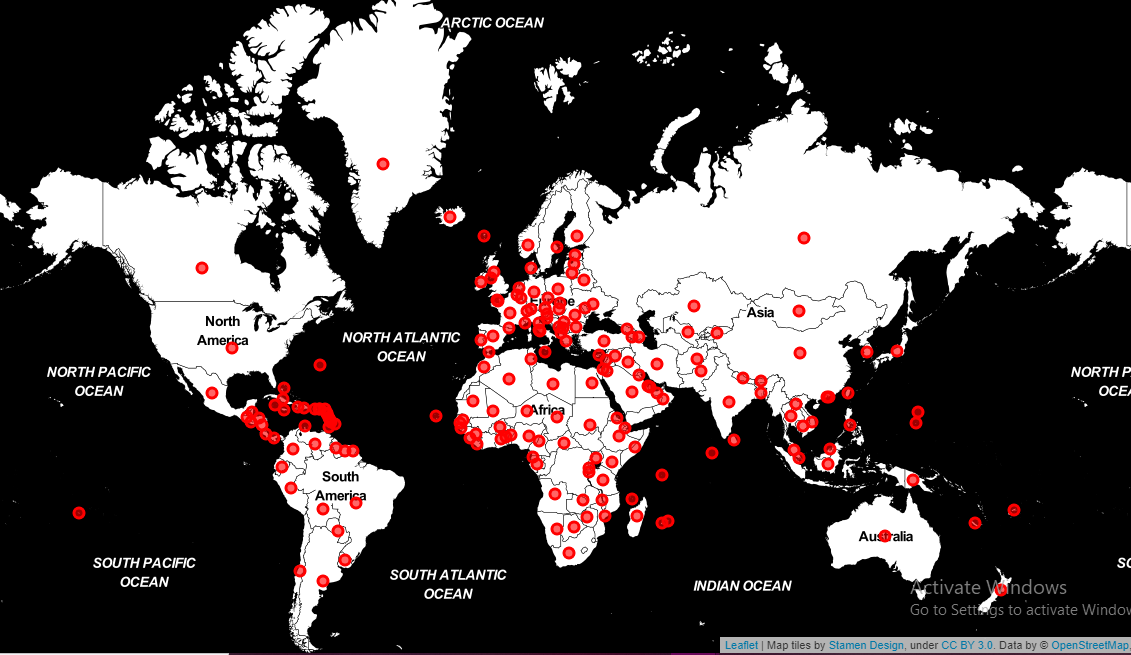 ARCTIC OCEAN
North
America
NORTH ATLANTIC
OCEAN
Europe
Asia
NORTH PACIFIC
OCEAN
NORTH P
OCEA
Africa
South
America
Australia
SOUTH PACIFIC
OCEAN
SOUTH ATLANTIC
OCEAN
INDIAN OCEAN
SO
Activate Windows
Go to Settings to activate Window
Leaflet | Map tiles by Stamen Design, under CC BY 3.0. Data by © OpenStreetMap,